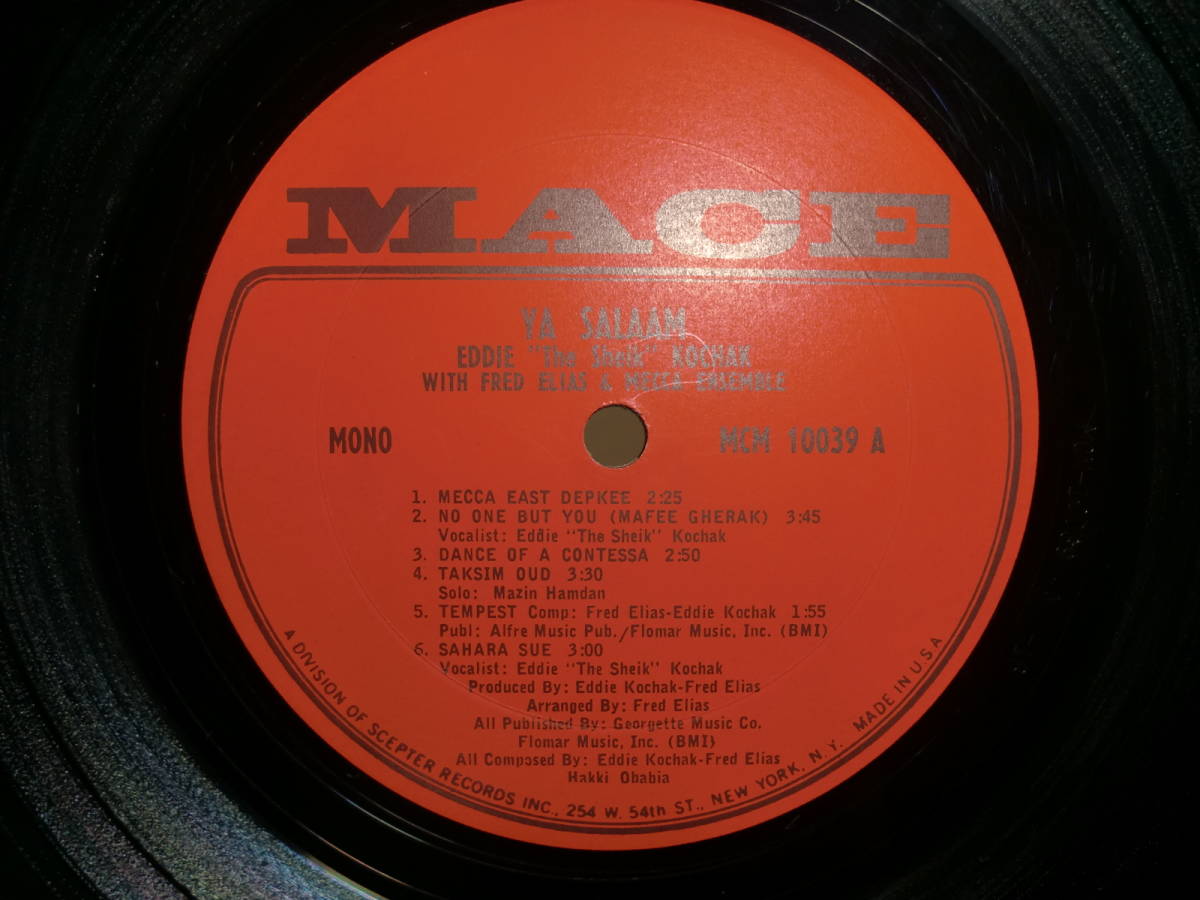 MACE
YA SALAAM
EDDIE "The Sheik" KOCHAK
WITH FRED ELIAS & MECCA ENSEMBLE
MONO
MCM 10039 A
1. MECCA EAST DEPKEE 2:25
2. NO ONE BUT YOU (MAFEE GHERAK) 3:45
Vocalist: Eddie "The Sheik" Kochak
3. DANCE OF A CONTESSA 2:50
4. TAKSIM OUD 3:30
Solo: Mazin Hamdan
5. TEMPEST Comp: Fred Elias-Eddie Kochak 1:55
Publ: Alfre Music Pub./Flomar Music, Inc. (BMI)
6. SAHARA SUE 3:00
Vocalist: Eddie "The Sheik" Kochak
Produced By: Eddie Kochak-Fred Elias
Arranged By: Fred Elias
All Published By: Georgette Music Co.
Flomar Music, Inc. (BMI)
All Composed By: Eddie Kochak-Fred Elias
Hakki Obabia
A DIVISION OF SCEPTER RECORDS INC., 254 W. 54th ST., NEW YORK, N.Y. MADE IN U.S.A